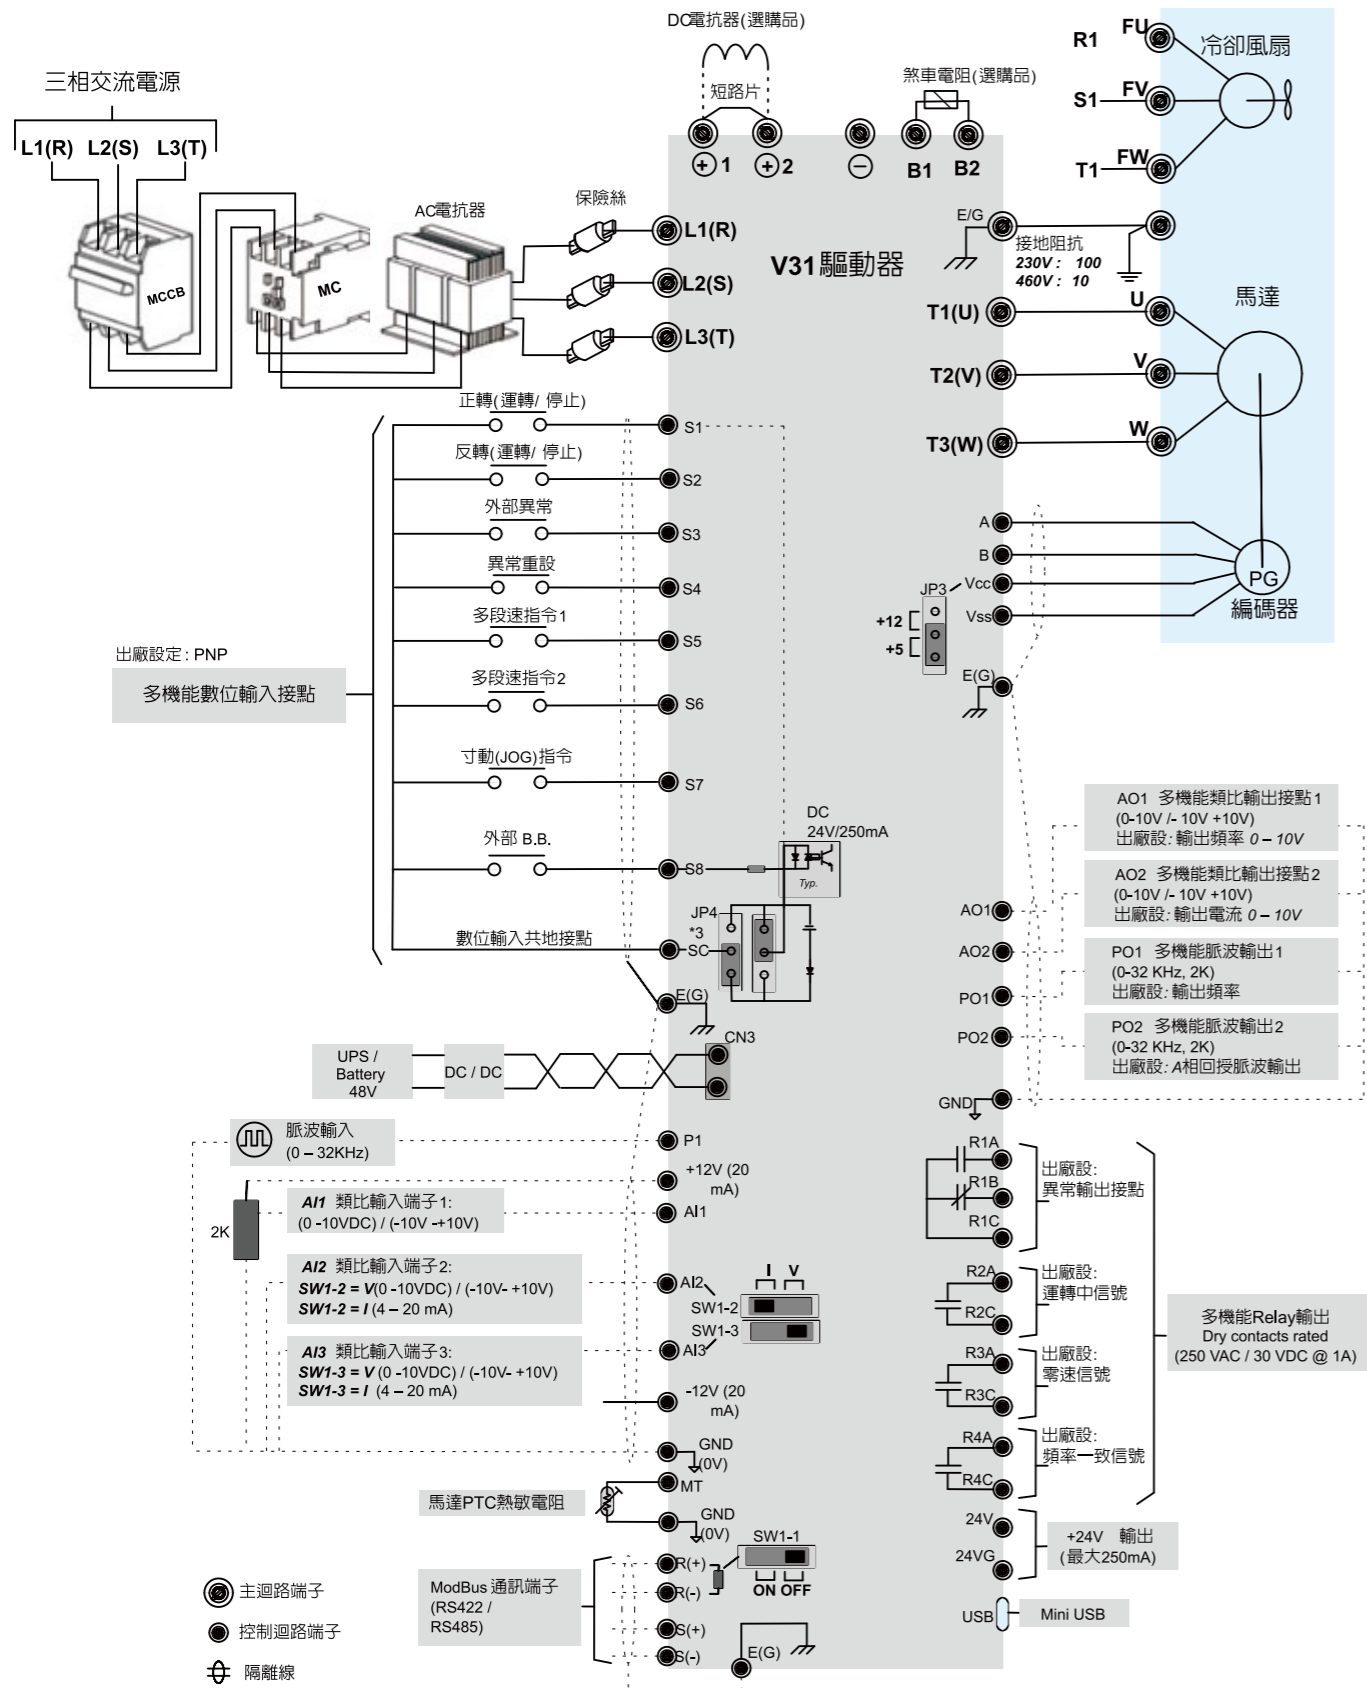 DC電抗器(選購品)
短路片
煞車電阻(選購品)
三相交流電源
L1(R) L2(S) L3(T)
R1 FU
冷卻風扇
S1 FV
T1 FW
+ 1
+ 2
−
B1
B2
MCCB
MC
AC電抗器
保險絲
L1(R)
L2(S)
L3(T)
V31驅動器
E/G
接地阻抗
230V : 100
460V : 10
T1(U)
U
馬達
T2(V)
V
T3(W)
W
正轉(運轉/ 停止)
S1
反轉(運轉/ 停止)
S2
外部異常
S3
異常重設
S4
多段速指令1
S5
多段速指令2
S6
寸動(JOG)指令
S7
外部 B.B.
S8
數位輸入共地接點
SC
出廠設定: PNP
多機能數位輸入接點
A
B
Vcc
Vss
JP3
+12
+5
E(G)
PG
編碼器
DC
24V/250mA
Typ.
JP4
*3
E(G)
CN3
UPS /
Battery
48V
DC / DC
AO1 多機能類比輸出接點1
(0-10V /- 10V +10V)
出廠設: 輸出頻率 0 – 10V
AO2 多機能類比輸出接點2
(0-10V /- 10V +10V)
出廠設: 輸出電流 0 – 10V
PO1 多機能脈波輸出1
(0-32 KHz, 2K)
出廠設: 輸出頻率
PO2 多機能脈波輸出2
(0-32 KHz, 2K)
出廠設: A相回授脈波輸出
AO1
AO2
PO1
PO2
GND
脈波輸入
(0 – 32KHz)
P1
+12V (20
mA)
2K
AI1 類比輸入端子1:
(0 -10VDC) / (-10V -+10V)
AI1
AI2 類比輸入端子2:
SW1-2 = V(0 -10VDC) / (-10V- +10V)
SW1-2 = I (4 – 20 mA)
AI2
I V
SW1-2
SW1-3
AI3 類比輸入端子3:
SW1-3 = V (0 -10VDC) / (-10V- +10V)
SW1-3 = I (4 – 20 mA)
AI3
-12V (20
mA)
GND
(0V)
馬達PTC熱敏電阻
MT
GND
(0V)
SW1-1
ON OFF
ModBus 通訊端子
(RS422 /
RS485)
R(+)
R(-)
S(+)
S(-)
E(G)
R1A
R1B
R1C
出廠設:
異常輸出接點
R2A
R2C
出廠設:
運轉中信號
R3A
R3C
出廠設:
零速信號
R4A
R4C
出廠設:
頻率一致信號
多機能Relay輸出
Dry contacts rated
(250 VAC / 30 VDC @ 1A)
24V
24VG
+24V 輸出
(最大250mA)
USB
Mini USB
主迴路端子
控制迴路端子
隔離線